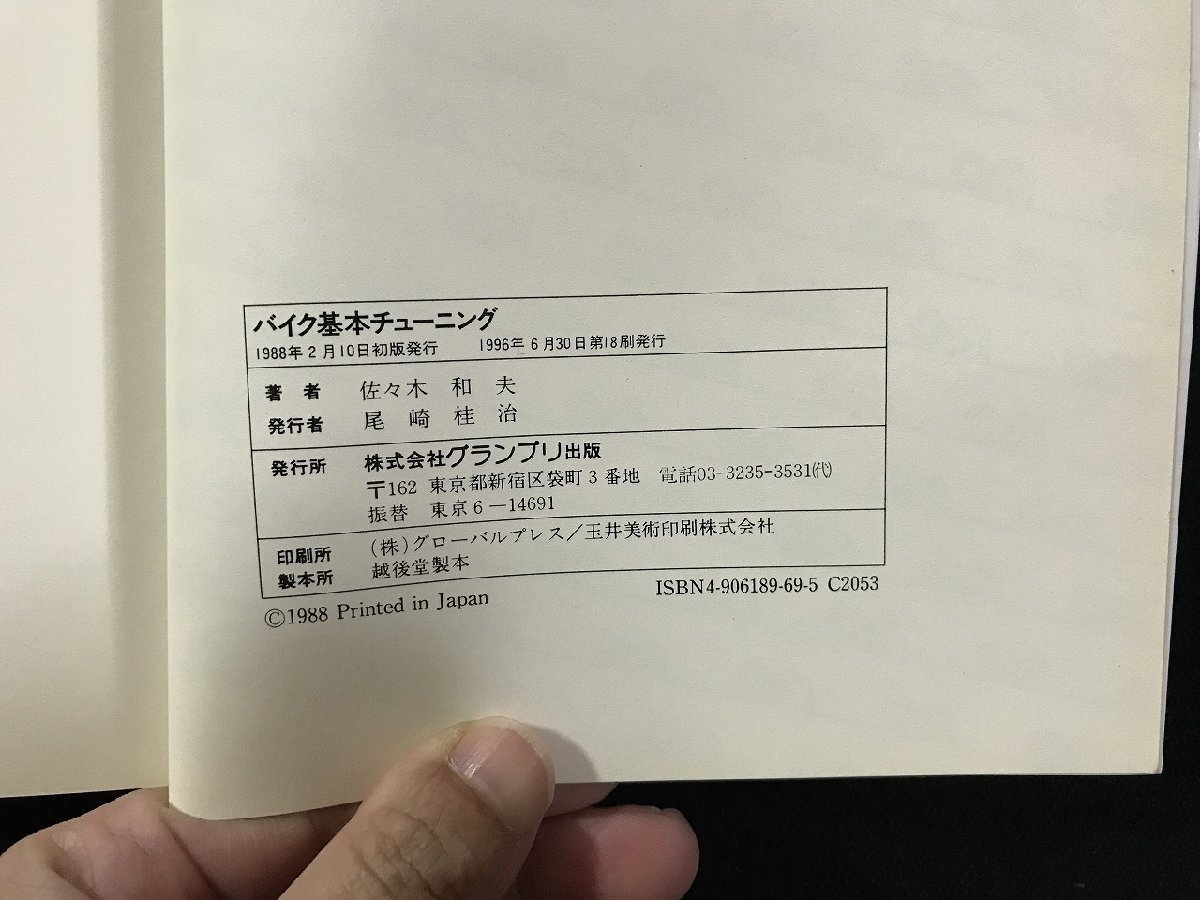 バイク基本チューニング
1988年2月10日初版発行 1996年6月30日第18刷発行
著者 佐々木和夫
発行者 尾崎桂治
発行所 株式会社グランプリ出版
〒162 東京都新宿区袋町3番地 電話03-3235-3531㈹
振替 東京6-14691
印刷所 (株)グローバルプレス/玉井美術印刷株式会社
製本所 越後堂製本
©1988 Printed in Japan ISBN4-906189-69-5 C2053